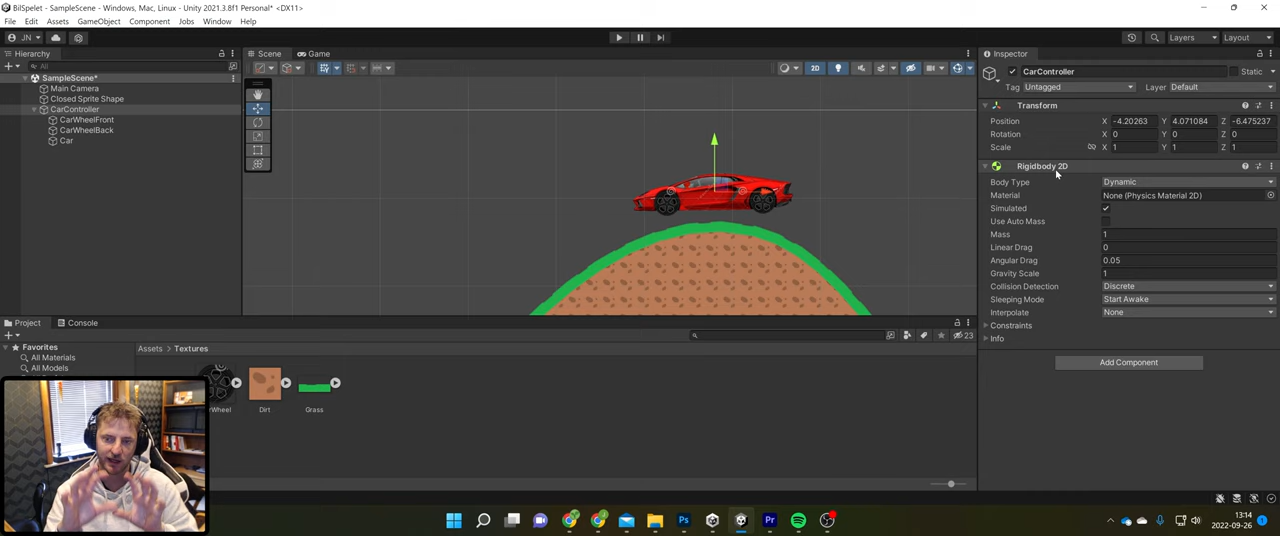 BilSpelet - SampleScene - Windows, Mac, Linux - Unity 2021.3.8f1 Personal* <DX11>
File Edit Assets GameObject Component Jobs Window Help
JN Layers Layout
Hierarchy
All
SampleScene*
Main Camera
Closed Sprite Shape
CarController
CarWheelFront
CarWheelBack
Car
Scene Game
2D
Project Console
Favorites
All Materials
All Models
Assets > Textures
23
Wheel
Dirt
Grass
Inspector
CarController Static
Tag Untagged Layer Default
Transform
Position X -4.20263 Y 4.071084 Z -6.475237
Rotation X 0 Y 0 Z 0
Scale X 1 Y 1 Z 1
Rigidbody 2D
Body Type Dynamic
Material None (Physics Material 2D)
Simulated
Use Auto Mass
Mass 1
Linear Drag 0
Angular Drag 0.05
Gravity Scale 1
Collision Detection Discrete
Sleeping Mode Start Awake
Interpolate None
Constraints
Info
Add Component
Ps Pr
13:14
2022-09-26